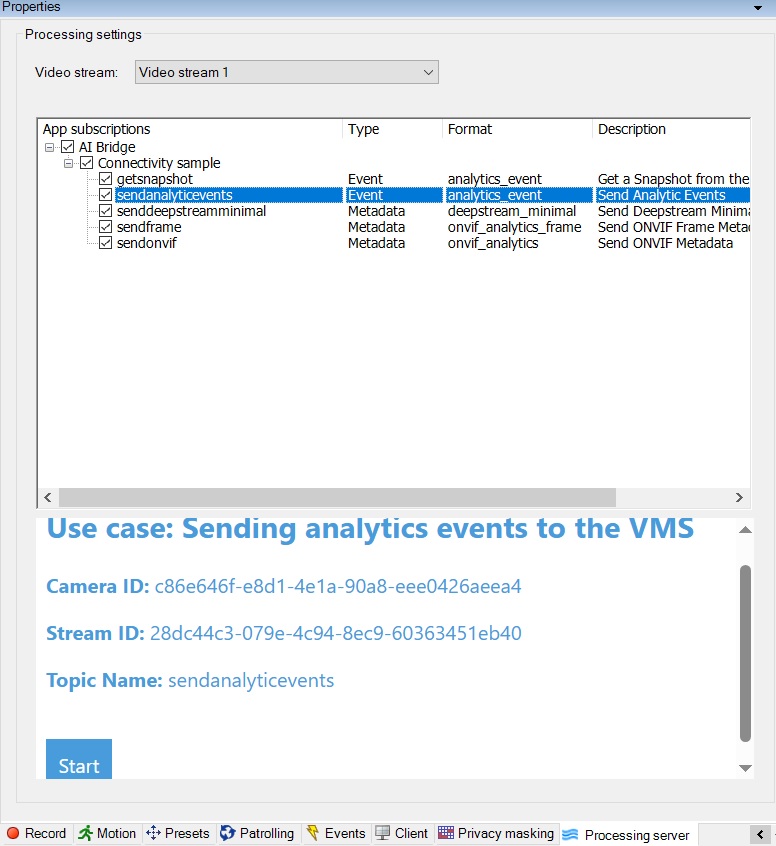 Properties
Processing settings
Video stream: Video stream 1
App subscriptions Type Format Description
AI Bridge
Connectivity sample
getsnapshot Event analytics_event Get a Snapshot from the
sendanalyticevents Event analytics_event Send Analytic Events
senddeepstreamminimal Metadata deepstream_minimal Send Deepstream Minima
sendframe Metadata onvif_analytics_frame Send ONVIF Frame Metad
sendonvif Metadata onvif_analytics Send ONVIF Metadata
Use case: Sending analytics events to the VMS
Camera ID: c86e646f-e8d1-4e1a-90a8-eee0426aeea4
Stream ID: 28dc44c3-079e-4c94-8ec9-60363451eb40
Topic Name: sendanalyticevents
Start
Record Motion Presets Patrolling Events Client Privacy masking Processing server